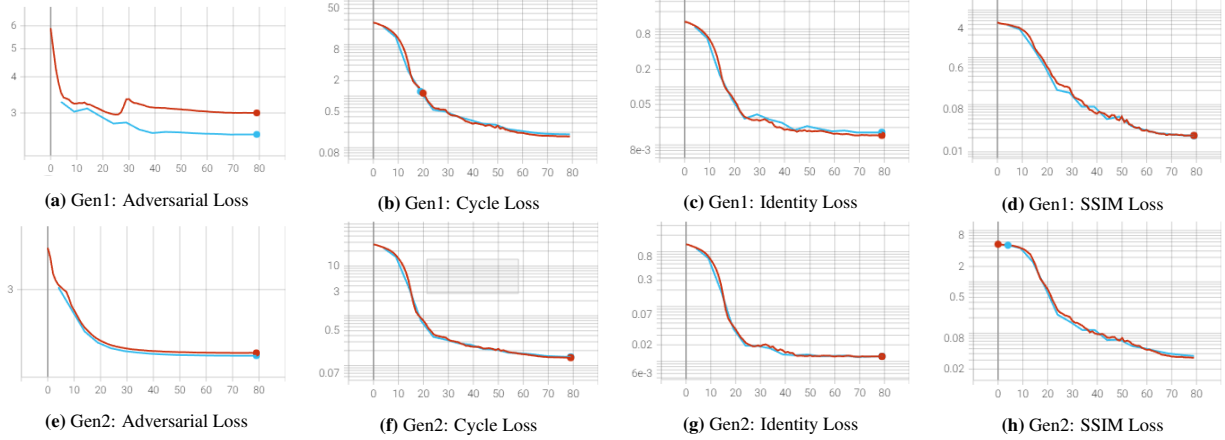 6
5
4
3
0 10 20 30 40 50 60 70 80
(a) Gen1: Adversarial Loss
8
2
0.5
0.08
0 10 20 30 40 50 60 70 80
(b) Gen1: Cycle Loss
0.8
0.2
0.05
8e-3
0 10 20 30 40 50 60 70 80
(c) Gen1: Identity Loss
4
0.6
0.08
0.01
0 10 20 30 40 50 60 70 80
(d) Gen1: SSIM Loss
3
0 10 20 30 40 50 60 70 80
(e) Gen2: Adversarial Loss
10
3
0.5
0.07
0 10 20 30 40 50 60 70 80
(f) Gen2: Cycle Loss
0.8
0.3
0.07
0.02
6e-3
0 10 20 30 40 50 60 70 80
(g) Gen2: Identity Loss
8
2
0.5
0.08
0.02
0 10 20 30 40 50 60 70 80
(h) Gen2: SSIM Loss